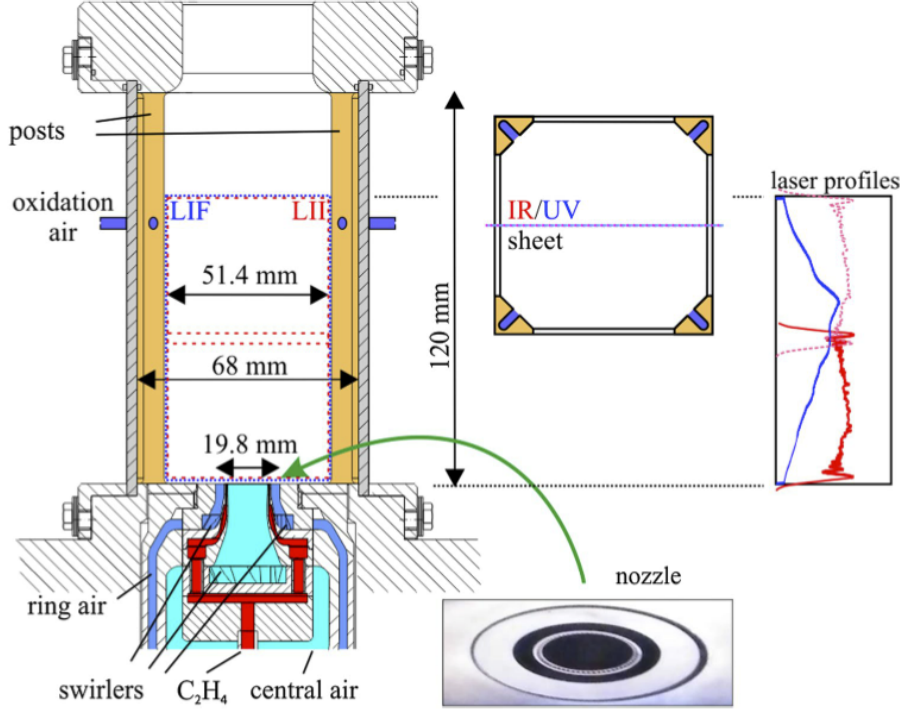 posts
oxidation
air
LIF
LII
51.4 mm
68 mm
19.8 mm
120 mm
IR/UV
sheet
laser profiles
nozzle
ring air
swirlers
C₂H₄
central air